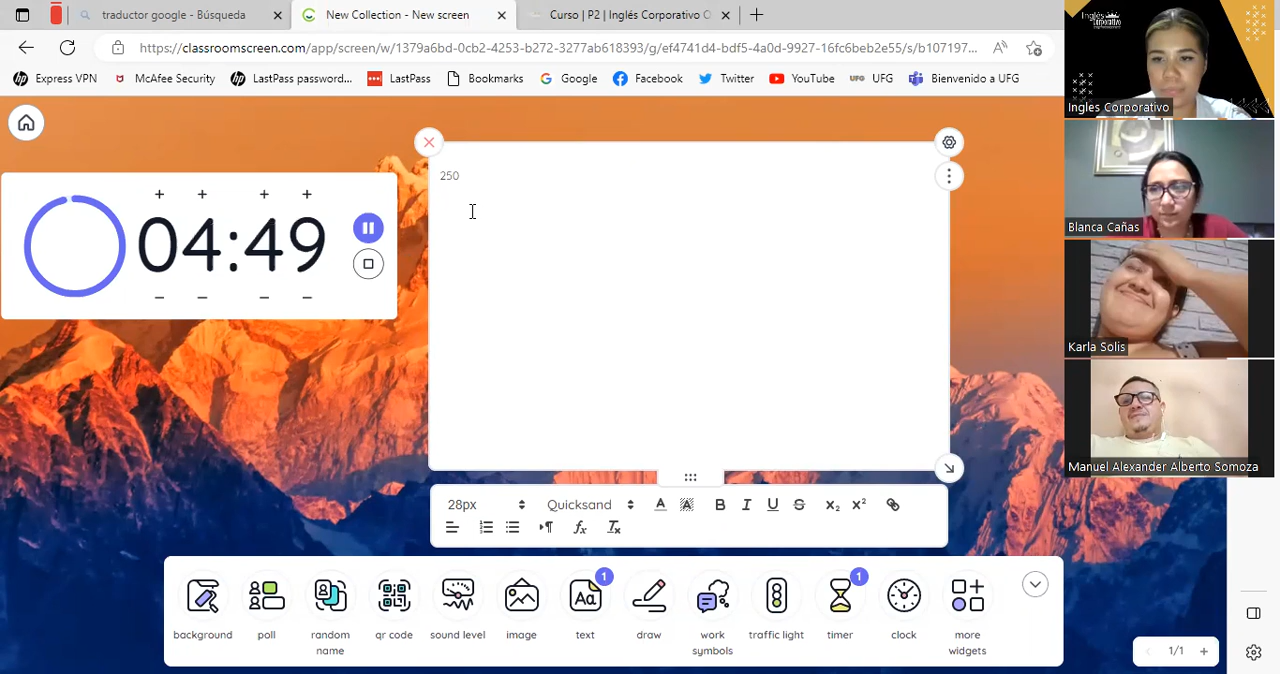 traductor google - Búsqueda
New Collection - New screen
Curso | P2 | Inglés Corporativo O
https://classroomscreen.com/app/screen/w/1379a6bd-0cb2-4253-b272-3277ab618393/g/ef4741d4-bdf5-4a0d-9927-16fc6beb2e55/s/b107197...
Express VPN
McAfee Security
LastPass password...
LastPass
Bookmarks
Google
Facebook
Twitter
YouTube
UFG
Bienvenido a UFG
04:49
250
28px
Quicksand
background
poll
random name
qr code
sound level
image
text
1
draw
work symbols
traffic light
timer
1
clock
more widgets
1/1
Inglés Corporativo
Ingles Corporativo
Blanca Cañas
Karla Solis
Manuel Alexander Alberto Somoza